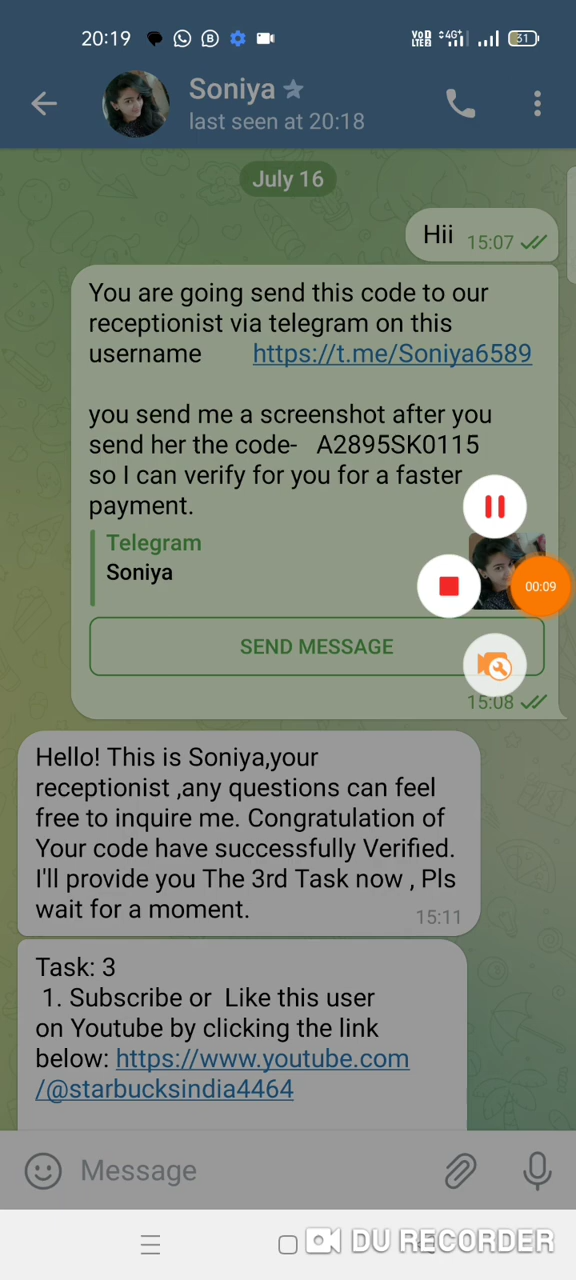 20:19
VoD LTE2 4G+ 31
Soniya
last seen at 20:18
July 16
Hii 15:07
You are going send this code to our
receptionist via telegram on this
username https://t.me/Soniya6589
you send me a screenshot after you
send her the code- A2895SK0115
so I can verify for you for a faster
payment.
Telegram
Soniya
00:09
SEND MESSAGE
15:08
Hello! This is Soniya,your
receptionist ,any questions can feel
free to inquire me. Congratulation of
Your code have successfully Verified.
I'll provide you The 3rd Task now , Pls
wait for a moment.
15:11
Task: 3
1. Subscribe or Like this user
on Youtube by clicking the link
below: https://www.youtube.com
/@starbucksindia4464
Message
DU RECORDER